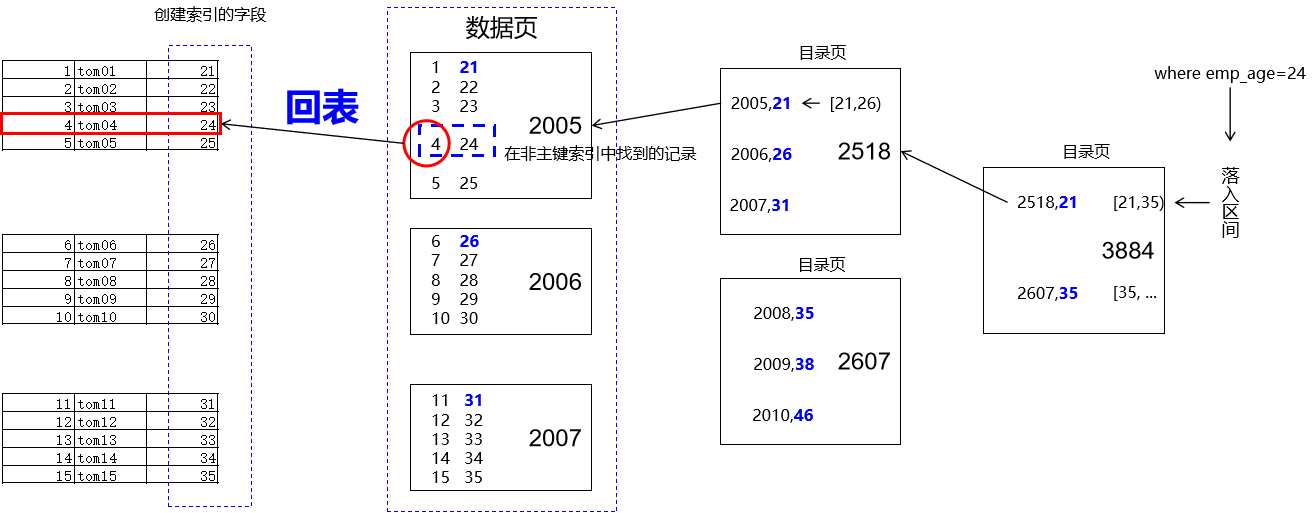 创建索引的字段
1 tom01 21
2 tom02 22
3 tom03 23
4 tom04 24
5 tom05 25
6 tom06 26
7 tom07 27
8 tom08 28
9 tom09 29
10 tom10 30
11 tom11 31
12 tom12 32
13 tom13 33
14 tom14 34
15 tom15 35
回表
数据页
1 21
2 22
3 23
4 24
5 25
2005
在非主键索引中找到的记录
6 26
7 27
8 28
9 29
10 30
2006
11 31
12 32
13 33
14 34
15 35
2007
目录页
2005,21 [21,26)
2006,26
2007,31
2518
目录页
2008,35
2009,38
2010,46
2607
目录页
2518,21 [21,35)
3884
2607,35 [35, ...
where emp_age=24
落入区间